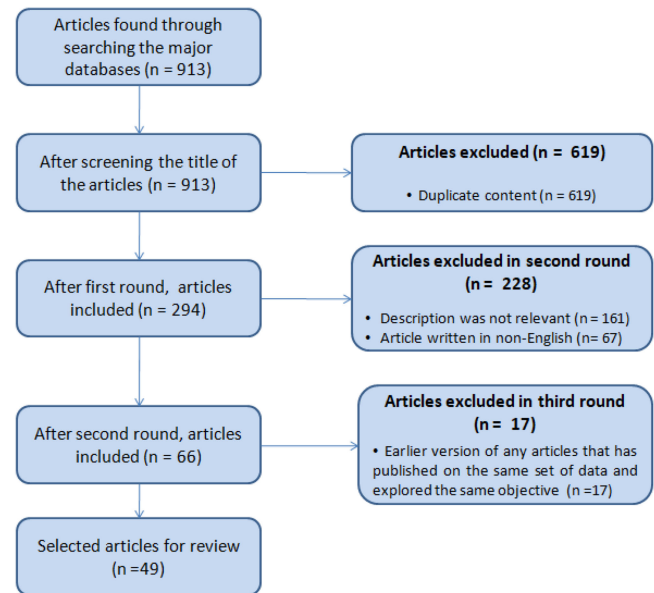 Articles found through
searching the major
databases (n = 913)
After screening the title of
the articles (n = 913)
Articles excluded (n = 619)
• Duplicate content (n = 619)
After first round, articles
included (n = 294)
Articles excluded in second round
(n = 228)
• Description was not relevant (n = 161)
• Article written in non-English (n= 67)
After second round, articles
included (n = 66)
Articles excluded in third round
(n = 17)
• Earlier version of any articles that has
published on the same set of data and
explored the same objective (n =17)
Selected articles for review
(n =49)